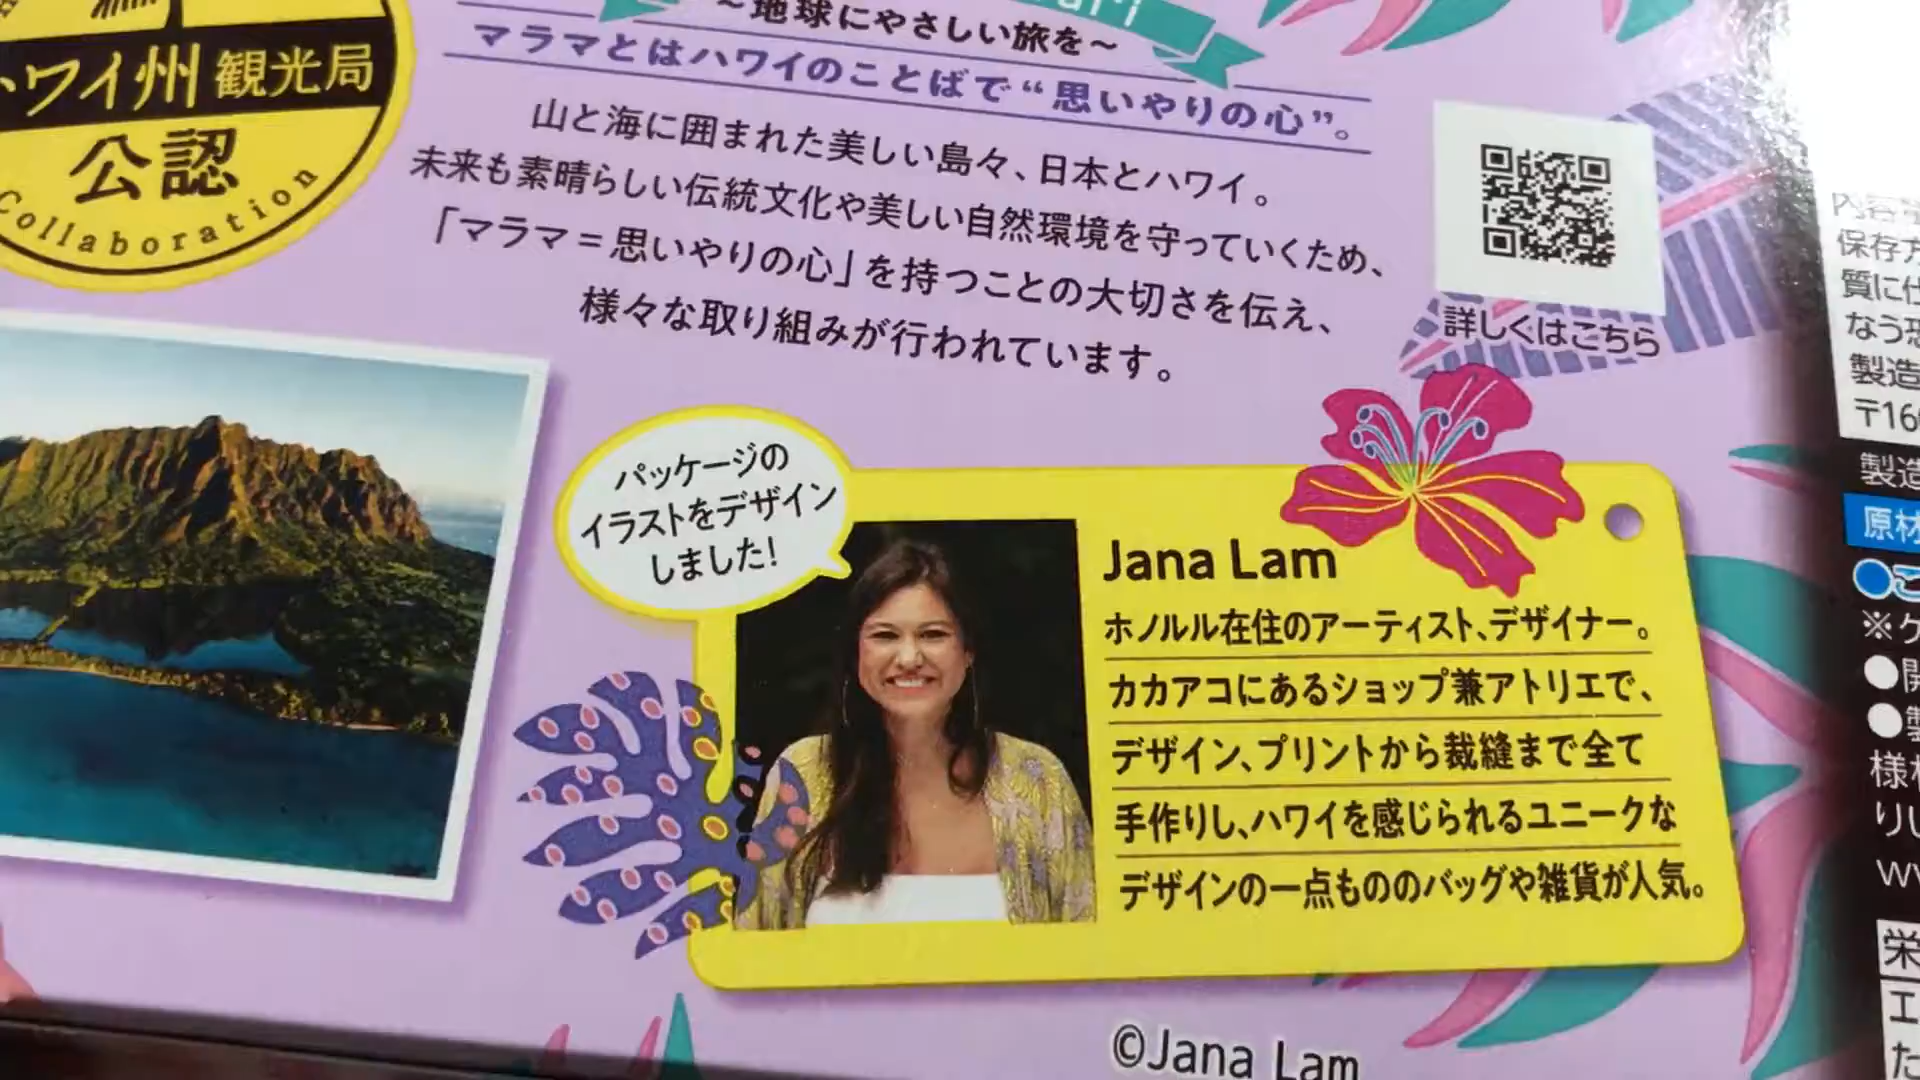 ハワイ州観光局
公認
Collaboration
～地球にやさしい旅を～
マラマとはハワイのことばで“思いやりの心”。
山と海に囲まれた美しい島々、日本とハワイ。
未来も素晴らしい伝統文化や美しい自然環境を守っていくため、
「マラマ=思いやりの心」を持つことの大切さを伝え、
様々な取り組みが行われています。
詳しくはこちら
パッケージの
イラストをデザイン
しました!
Jana Lam
ホノルル在住のアーティスト、デザイナー。
カカアコにあるショップ兼アトリエで、
デザイン、プリントから裁縫まで全て
手作りし、ハワイを感じられるユニークな
デザインの一点もののバッグや雑貨が人気。
©Jana Lam
保存方
質に仕
なう恐
製造
〒16
製造
原材